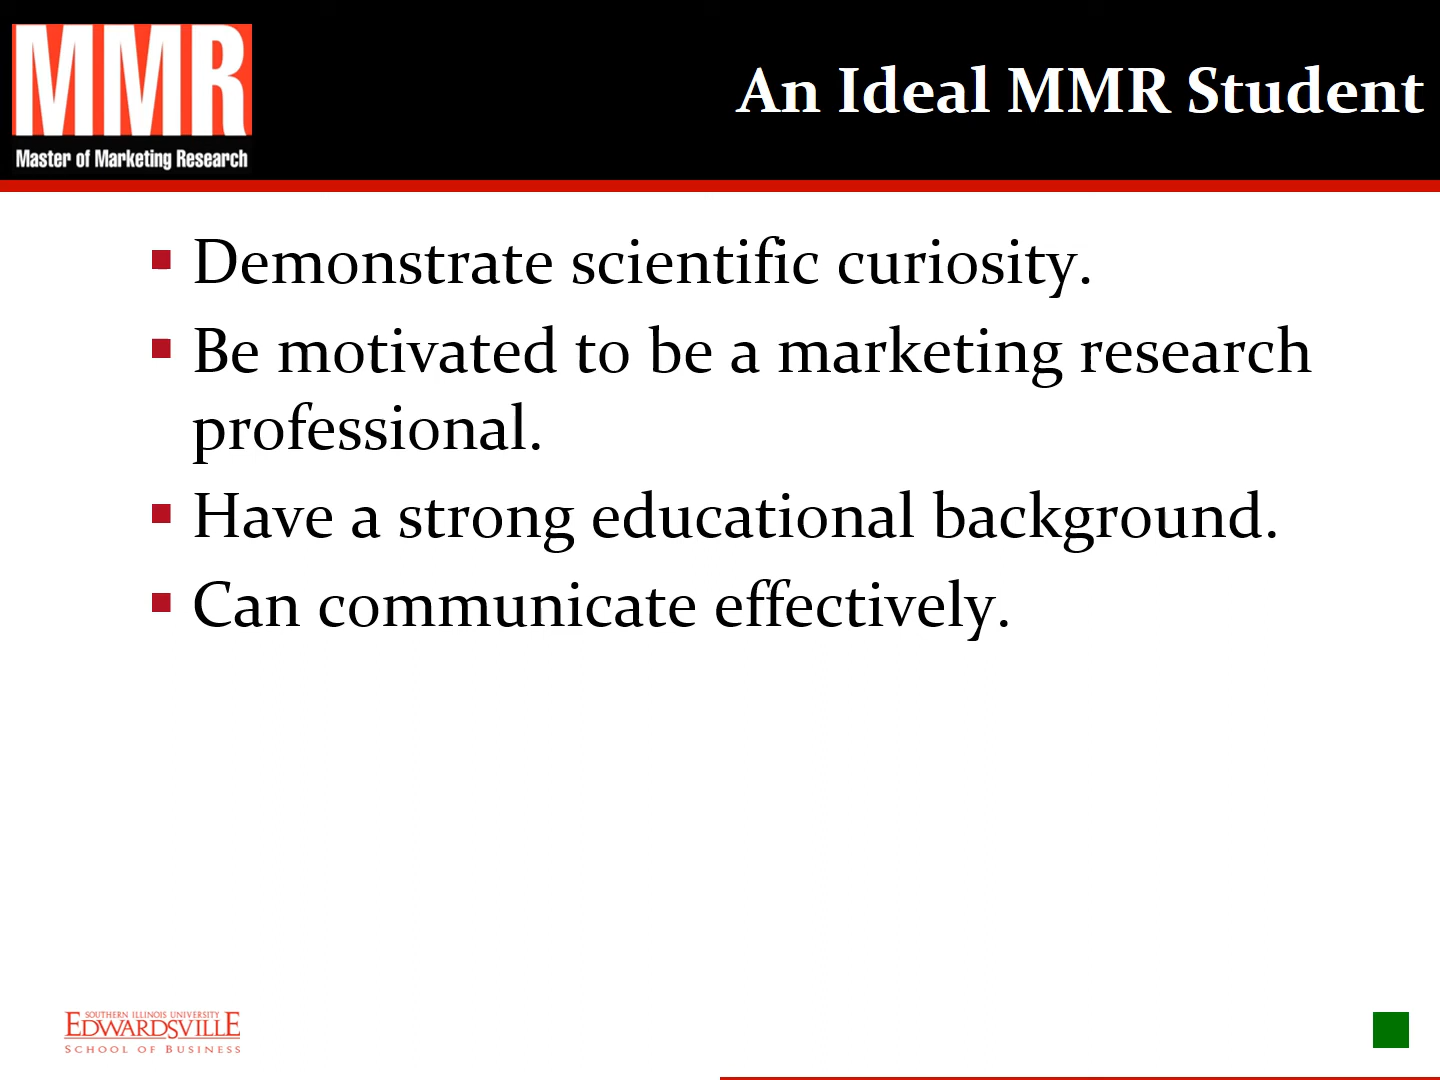 MMR
Master of Marketing Research
An Ideal MMR Student
Demonstrate scientific curiosity.
Be motivated to be a marketing research
professional.
Have a strong educational background.
Can communicate effectively.
SOUTHERN ILLINOIS UNIVERSITY
EDWARDSVILLE
SCHOOL OF BUSINESS